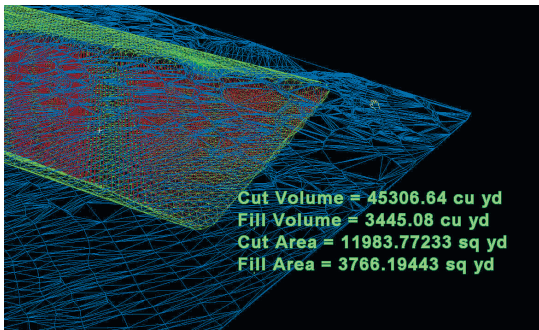 Cut Volume = 45306.64 cu yd
Fill Volume = 3445.08 cu yd
Cut Area = 11983.77233 sq yd
Fill Area = 3766.19443 sq yd